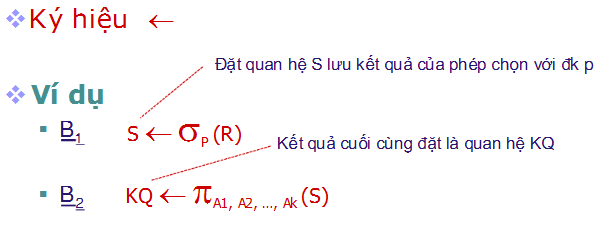 Ký hiệu ←
Đặt quan hệ S lưu kết quả của phép chọn với đk p
Ví dụ
B1 S ← σP (R)
Kết quả cuối cùng đặt là quan hệ KQ
B2 KQ ← πA1, A2, …, Ak (S)